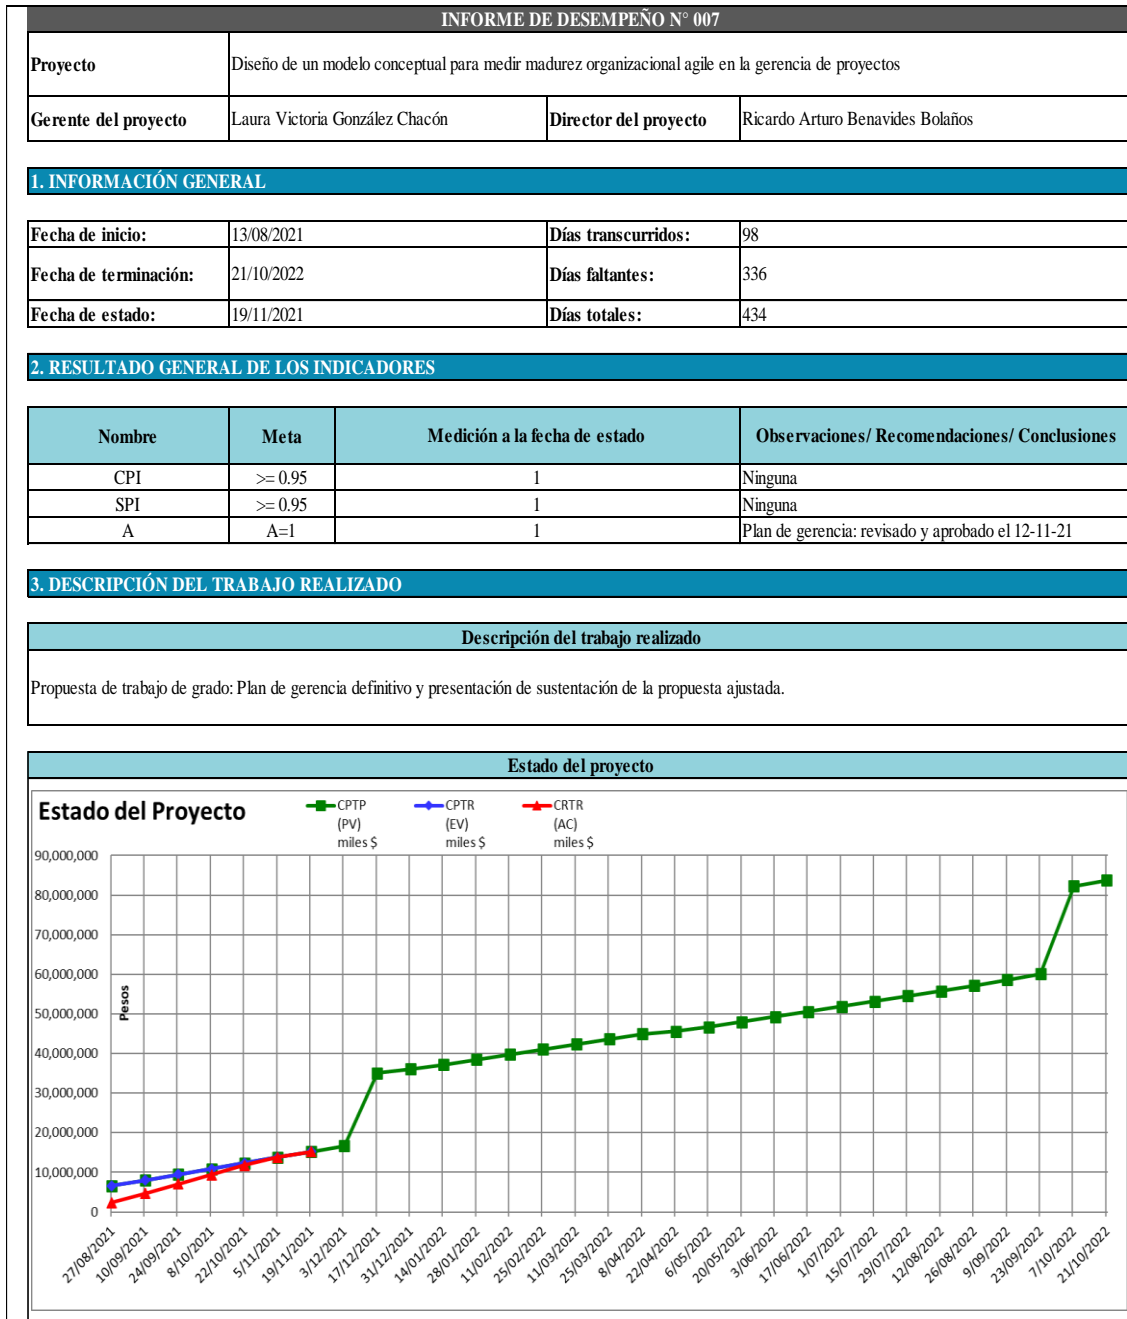 INFORME DE DESEMPEÑO N° 007
Proyecto Diseño de un modelo conceptual para medir madurez organizacional agile en la gerencia de proyectos
Gerente del proyecto Laura Victoria González Chacón Director del proyecto Ricardo Arturo Benavides Bolaños
1. INFORMACIÓN GENERAL
Fecha de inicio: 13/08/2021 Días transcurridos: 98
Fecha de terminación: 21/10/2022 Días faltantes: 336
Fecha de estado: 19/11/2021 Días totales: 434
2. RESULTADO GENERAL DE LOS INDICADORES
Nombre Meta Medición a la fecha de estado Observaciones/ Recomendaciones/ Conclusiones
CPI >= 0.95 1 Ninguna
SPI >= 0.95 1 Ninguna
A A=1 1 Plan de gerencia: revisado y aprobado el 12-11-21
3. DESCRIPCIÓN DEL TRABAJO REALIZADO
Descripción del trabajo realizado
Propuesta de trabajo de grado: Plan de gerencia definitivo y presentación de sustentación de la propuesta ajustada.
Estado del proyecto
Estado del Proyecto
CPTP (PV) miles $
CPTR (EV) miles $
CRTR (AC) miles $
90,000,000
80,000,000
70,000,000
60,000,000
50,000,000
40,000,000
30,000,000
20,000,000
10,000,000
0
Pesos
27/08/2021
10/09/2021
24/09/2021
8/10/2021
22/10/2021
5/11/2021
19/11/2021
3/12/2021
17/12/2021
31/12/2021
14/01/2022
28/01/2022
11/02/2022
25/02/2022
11/03/2022
25/03/2022
8/04/2022
22/04/2022
6/05/2022
20/05/2022
3/06/2022
17/06/2022
1/07/2022
15/07/2022
29/07/2022
12/08/2022
26/08/2022
9/09/2022
23/09/2022
7/10/2022
21/10/2022